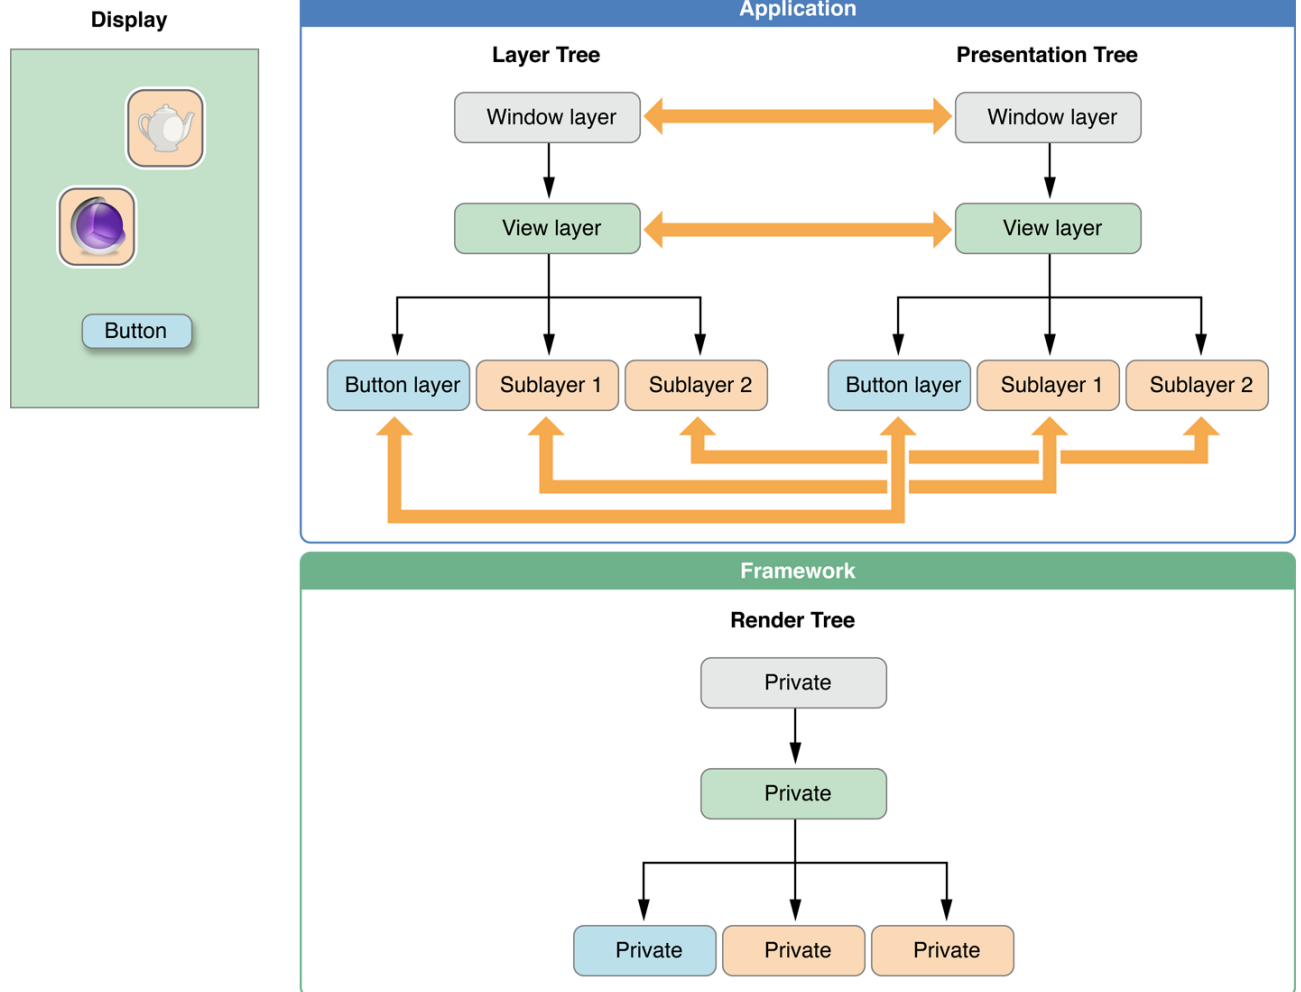 Display
Button
Application
Layer Tree
Presentation Tree
Window layer
Window layer
View layer
View layer
Button layer
Sublayer 1
Sublayer 2
Button layer
Sublayer 1
Sublayer 2
Framework
Render Tree
Private
Private
Private
Private
Private